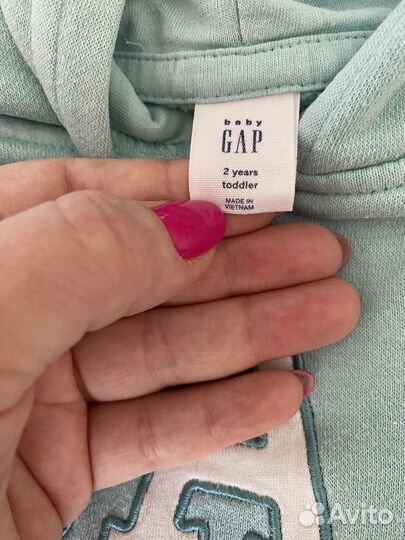 baby
GAP
2 years
toddler
MADE IN
VIETNAM
Avito